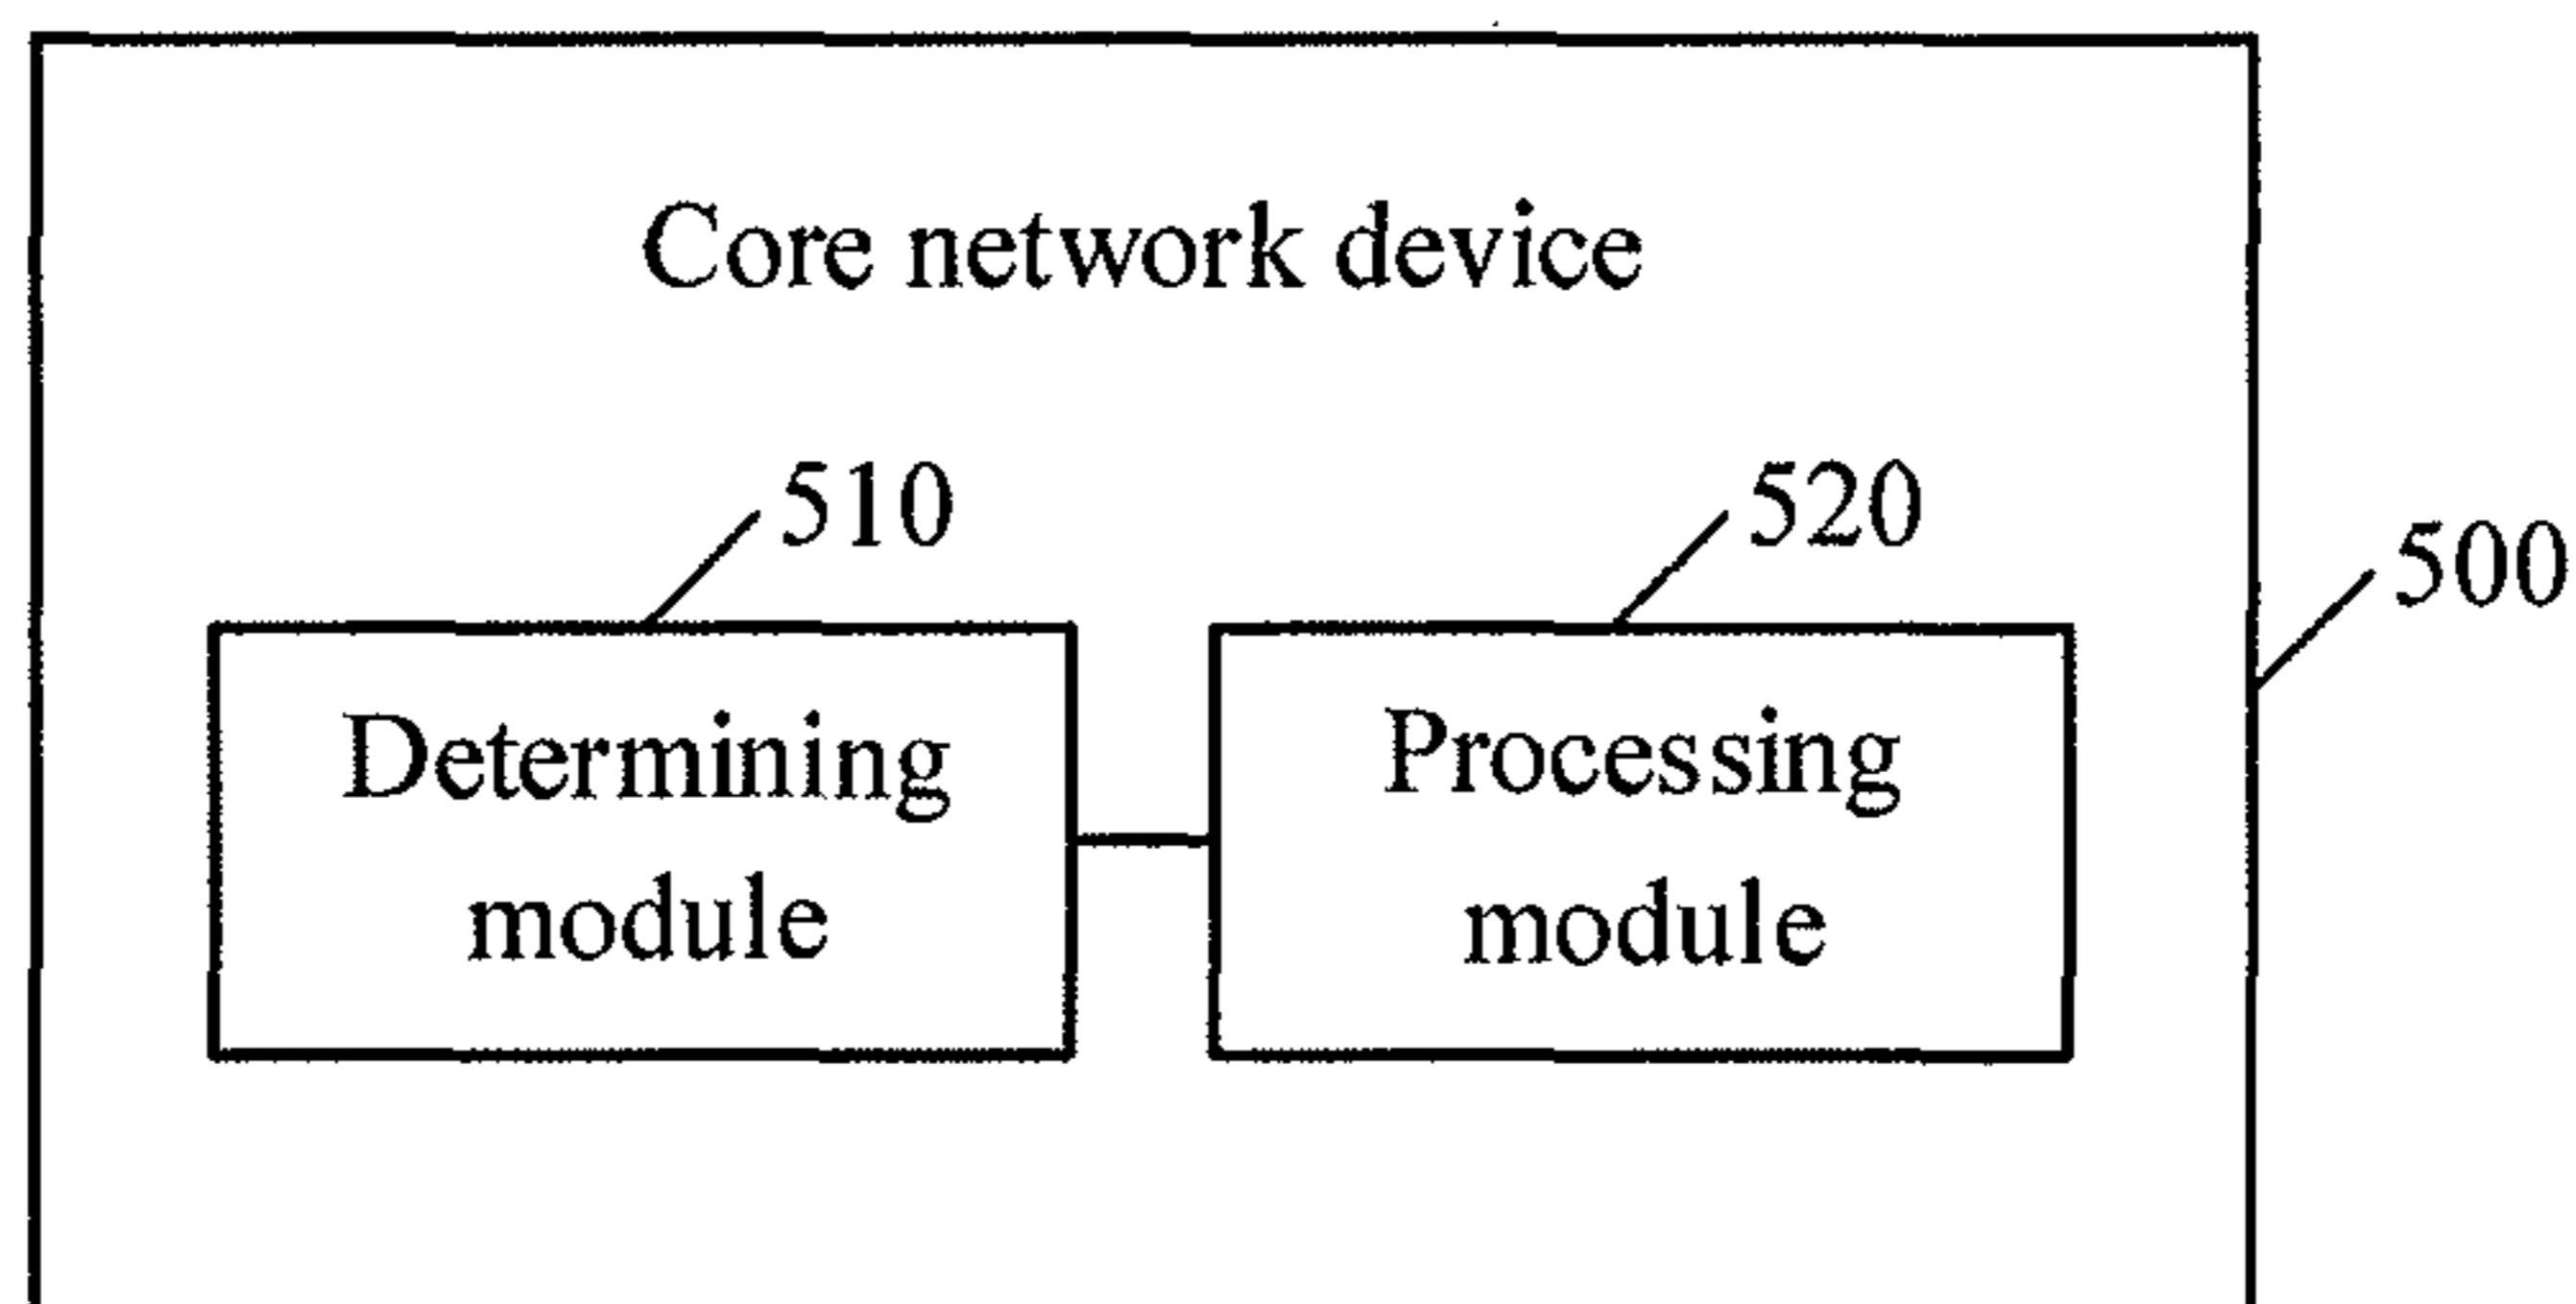 Core network device
510
520
500
Determining
module
Processing
module